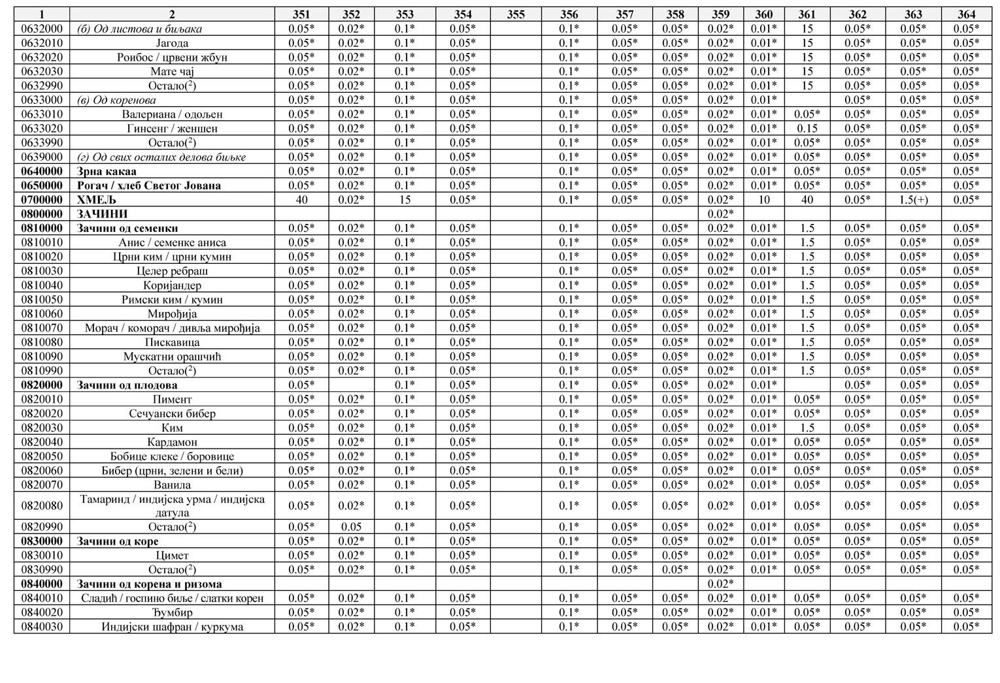 1 2 351 352 353 354 355 356 357 358 359 360 361 362 363 364
0632000 (б) Од листова и биљака 0.05* 0.02* 0.1* 0.05* 0.1* 0.05* 0.05* 0.02* 0.01* 15 0.05* 0.05* 0.05*
0632010 Јагода 0.05* 0.02* 0.1* 0.05* 0.1* 0.05* 0.05* 0.02* 0.01* 15 0.05* 0.05* 0.05*
0632020 Роибос / црвени жбун 0.05* 0.02* 0.1* 0.05* 0.1* 0.05* 0.05* 0.02* 0.01* 15 0.05* 0.05* 0.05*
0632030 Мате чај 0.05* 0.02* 0.1* 0.05* 0.1* 0.05* 0.05* 0.02* 0.01* 15 0.05* 0.05* 0.05*
0632990 Остало(²) 0.05* 0.02* 0.1* 0.05* 0.1* 0.05* 0.05* 0.02* 0.01* 15 0.05* 0.05* 0.05*
0633000 (в) Од коренова 0.05* 0.02* 0.1* 0.05* 0.1* 0.05* 0.05* 0.02* 0.01* 0.05* 0.05* 0.05*
0633010 Валериана / одољен 0.05* 0.02* 0.1* 0.05* 0.1* 0.05* 0.05* 0.02* 0.01* 0.05* 0.05* 0.05* 0.05*
0633020 Гинсенг / женшен 0.05* 0.02* 0.1* 0.05* 0.1* 0.05* 0.05* 0.02* 0.01* 0.15 0.05* 0.05* 0.05*
0633990 Остало(²) 0.05* 0.02* 0.1* 0.05* 0.1* 0.05* 0.05* 0.02* 0.01* 0.05* 0.05* 0.05* 0.05*
0639000 (г) Од свих осталих делова биљке 0.05* 0.02* 0.1* 0.05* 0.1* 0.05* 0.05* 0.02* 0.01* 0.05* 0.05* 0.05* 0.05*
0640000 Зрна какаа 0.05* 0.02* 0.1* 0.05* 0.1* 0.05* 0.05* 0.02* 0.01* 0.05* 0.05* 0.05* 0.05*
0650000 Рогач / хлеб Светог Јована 0.05* 0.02* 0.1* 0.05* 0.1* 0.05* 0.05* 0.02* 0.01* 0.05* 0.05* 0.05* 0.05*
0700000 ХМЕЉ 40 0.02* 15 0.05* 0.1* 0.05* 0.05* 0.02* 10 40 0.05* 1.5(+) 0.05*
0800000 ЗАЧИНИ 0.02*
0810000 Зачини од семенки 0.05* 0.02* 0.1* 0.05* 0.1* 0.05* 0.05* 0.02* 0.01* 1.5 0.05* 0.05* 0.05*
0810010 Анис / семенке аниса 0.05* 0.02* 0.1* 0.05* 0.1* 0.05* 0.05* 0.02* 0.01* 1.5 0.05* 0.05* 0.05*
0810020 Црни ким / црни кумин 0.05* 0.02* 0.1* 0.05* 0.1* 0.05* 0.05* 0.02* 0.01* 1.5 0.05* 0.05* 0.05*
0810030 Целер ребраш 0.05* 0.02* 0.1* 0.05* 0.1* 0.05* 0.05* 0.02* 0.01* 1.5 0.05* 0.05* 0.05*
0810040 Коријандер 0.05* 0.02* 0.1* 0.05* 0.1* 0.05* 0.05* 0.02* 0.01* 1.5 0.05* 0.05* 0.05*
0810050 Римски ким / кумин 0.05* 0.02* 0.1* 0.05* 0.1* 0.05* 0.05* 0.02* 0.01* 1.5 0.05* 0.05* 0.05*
0810060 Мирођија 0.05* 0.02* 0.1* 0.05* 0.1* 0.05* 0.05* 0.02* 0.01* 1.5 0.05* 0.05* 0.05*
0810070 Морач / коморач / дивља мирођија 0.05* 0.02* 0.1* 0.05* 0.1* 0.05* 0.05* 0.02* 0.01* 1.5 0.05* 0.05* 0.05*
0810080 Пискавица 0.05* 0.02* 0.1* 0.05* 0.1* 0.05* 0.05* 0.02* 0.01* 1.5 0.05* 0.05* 0.05*
0810090 Мускатни орашчић 0.05* 0.02* 0.1* 0.05* 0.1* 0.05* 0.05* 0.02* 0.01* 1.5 0.05* 0.05* 0.05*
0810990 Остало(²) 0.05* 0.02* 0.1* 0.05* 0.1* 0.05* 0.05* 0.02* 0.01* 1.5 0.05* 0.05* 0.05*
0820000 Зачини од плодова 0.05* 0.1* 0.05* 0.1* 0.05* 0.05* 0.02* 0.01* 0.05* 0.05* 0.05*
0820010 Пимент 0.05* 0.02* 0.1* 0.05* 0.1* 0.05* 0.05* 0.02* 0.01* 0.05* 0.05* 0.05* 0.05*
0820020 Сечуански бибер 0.05* 0.02* 0.1* 0.05* 0.1* 0.05* 0.05* 0.02* 0.01* 0.05* 0.05* 0.05* 0.05*
0820030 Ким 0.05* 0.02* 0.1* 0.05* 0.1* 0.05* 0.05* 0.02* 0.01* 1.5 0.05* 0.05* 0.05*
0820040 Кардамон 0.05* 0.02* 0.1* 0.05* 0.1* 0.05* 0.05* 0.02* 0.01* 0.05* 0.05* 0.05* 0.05*
0820050 Бобице клеке / боровице 0.05* 0.02* 0.1* 0.05* 0.1* 0.05* 0.05* 0.02* 0.01* 0.05* 0.05* 0.05* 0.05*
0820060 Бибер (црни, зелени и бели) 0.05* 0.02* 0.1* 0.05* 0.1* 0.05* 0.05* 0.02* 0.01* 0.05* 0.05* 0.05* 0.05*
0820070 Ванила 0.05* 0.02* 0.1* 0.05* 0.1* 0.05* 0.05* 0.02* 0.01* 0.05* 0.05* 0.05* 0.05*
0820080 Тамаринд / индијска урма / индијска
датула 0.05* 0.02* 0.1* 0.05* 0.1* 0.05* 0.05* 0.02* 0.01* 0.05* 0.05* 0.05* 0.05*
0820990 Остало(²) 0.05* 0.05 0.1* 0.05* 0.1* 0.05* 0.05* 0.02* 0.01* 0.05* 0.05* 0.05* 0.05*
0830000 Зачини од коре 0.05* 0.02* 0.1* 0.05* 0.1* 0.05* 0.05* 0.02* 0.01* 0.05* 0.05* 0.05* 0.05*
0830010 Цимет 0.05* 0.02* 0.1* 0.05* 0.1* 0.05* 0.05* 0.02* 0.01* 0.05* 0.05* 0.05* 0.05*
0830990 Остало(²) 0.05* 0.02* 0.1* 0.05* 0.1* 0.05* 0.05* 0.02* 0.01* 0.05* 0.05* 0.05* 0.05*
0840000 Зачини од корена и ризома 0.02*
0840010 Сладић / госпино биље / слатки корен 0.05* 0.02* 0.1* 0.05* 0.1* 0.05* 0.05* 0.02* 0.01* 0.05* 0.05* 0.05* 0.05*
0840020 Ђумбир 0.05* 0.02* 0.1* 0.05* 0.1* 0.05* 0.05* 0.02* 0.01* 0.05* 0.05* 0.05* 0.05*
0840030 Индијски шафран / куркума 0.05* 0.02* 0.1* 0.05* 0.1* 0.05* 0.05* 0.02* 0.01* 0.05* 0.05* 0.05* 0.05*